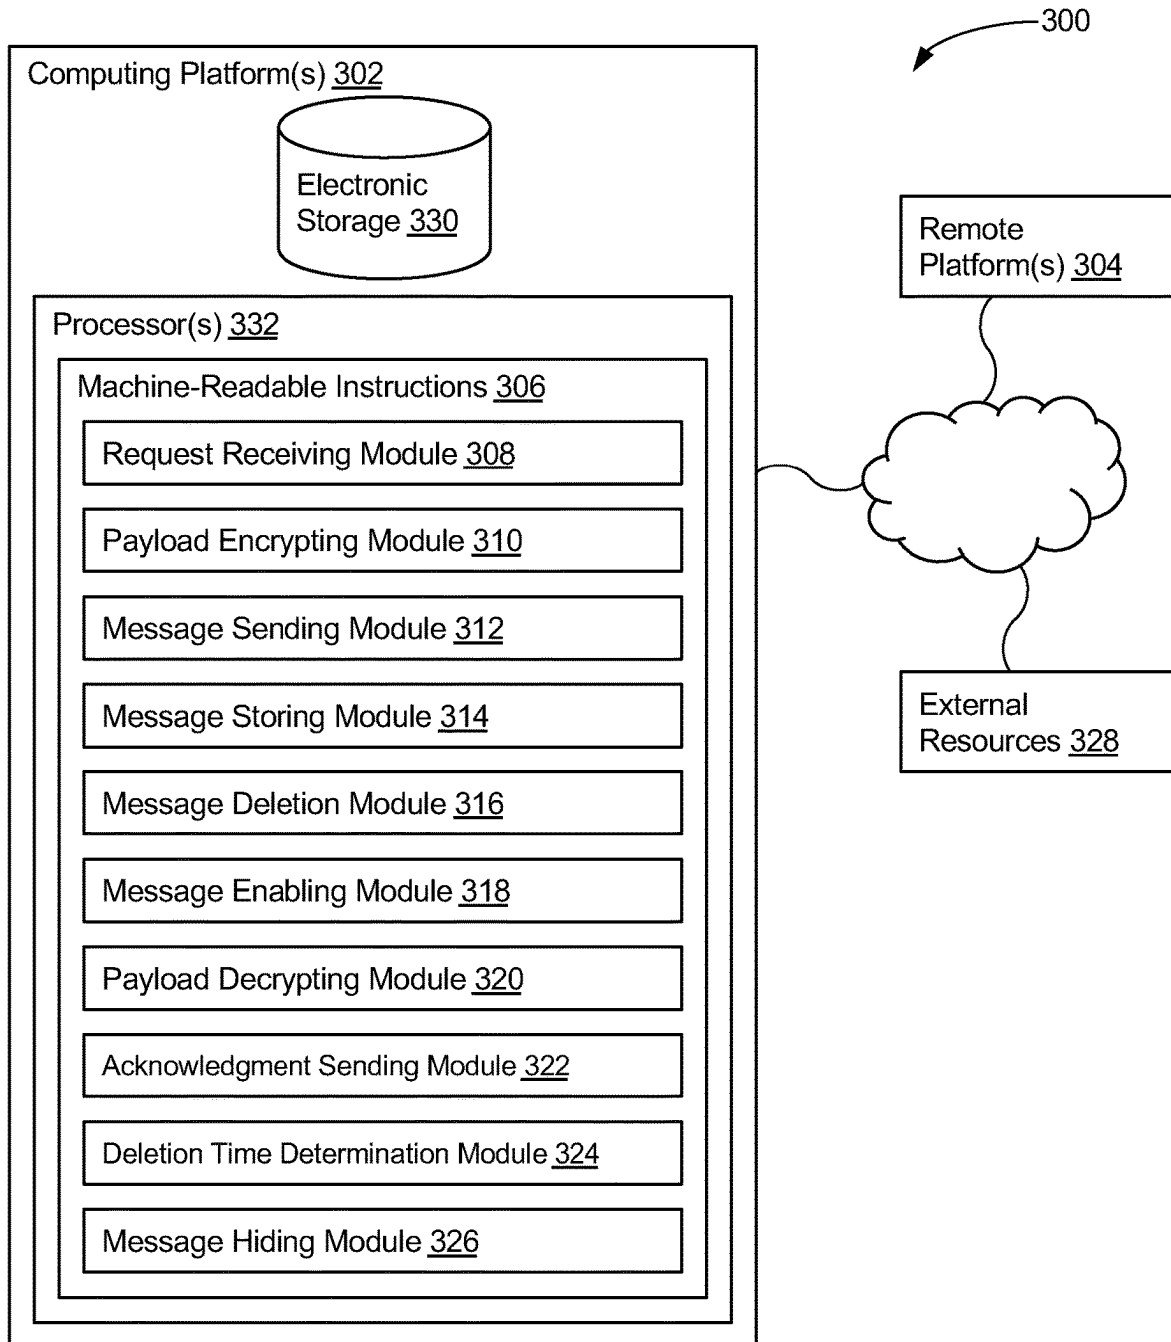 300
Computing Platform(s) 302
Electronic
Storage 330
Remote
Platform(s) 304
Processor(s) 332
Machine-Readable Instructions 306
Request Receiving Module 308
Payload Encrypting Module 310
Message Sending Module 312
Message Storing Module 314
External
Resources 328
Message Deletion Module 316
Message Enabling Module 318
Payload Decrypting Module 320
Acknowledgment Sending Module 322
Deletion Time Determination Module 324
Message Hiding Module 326